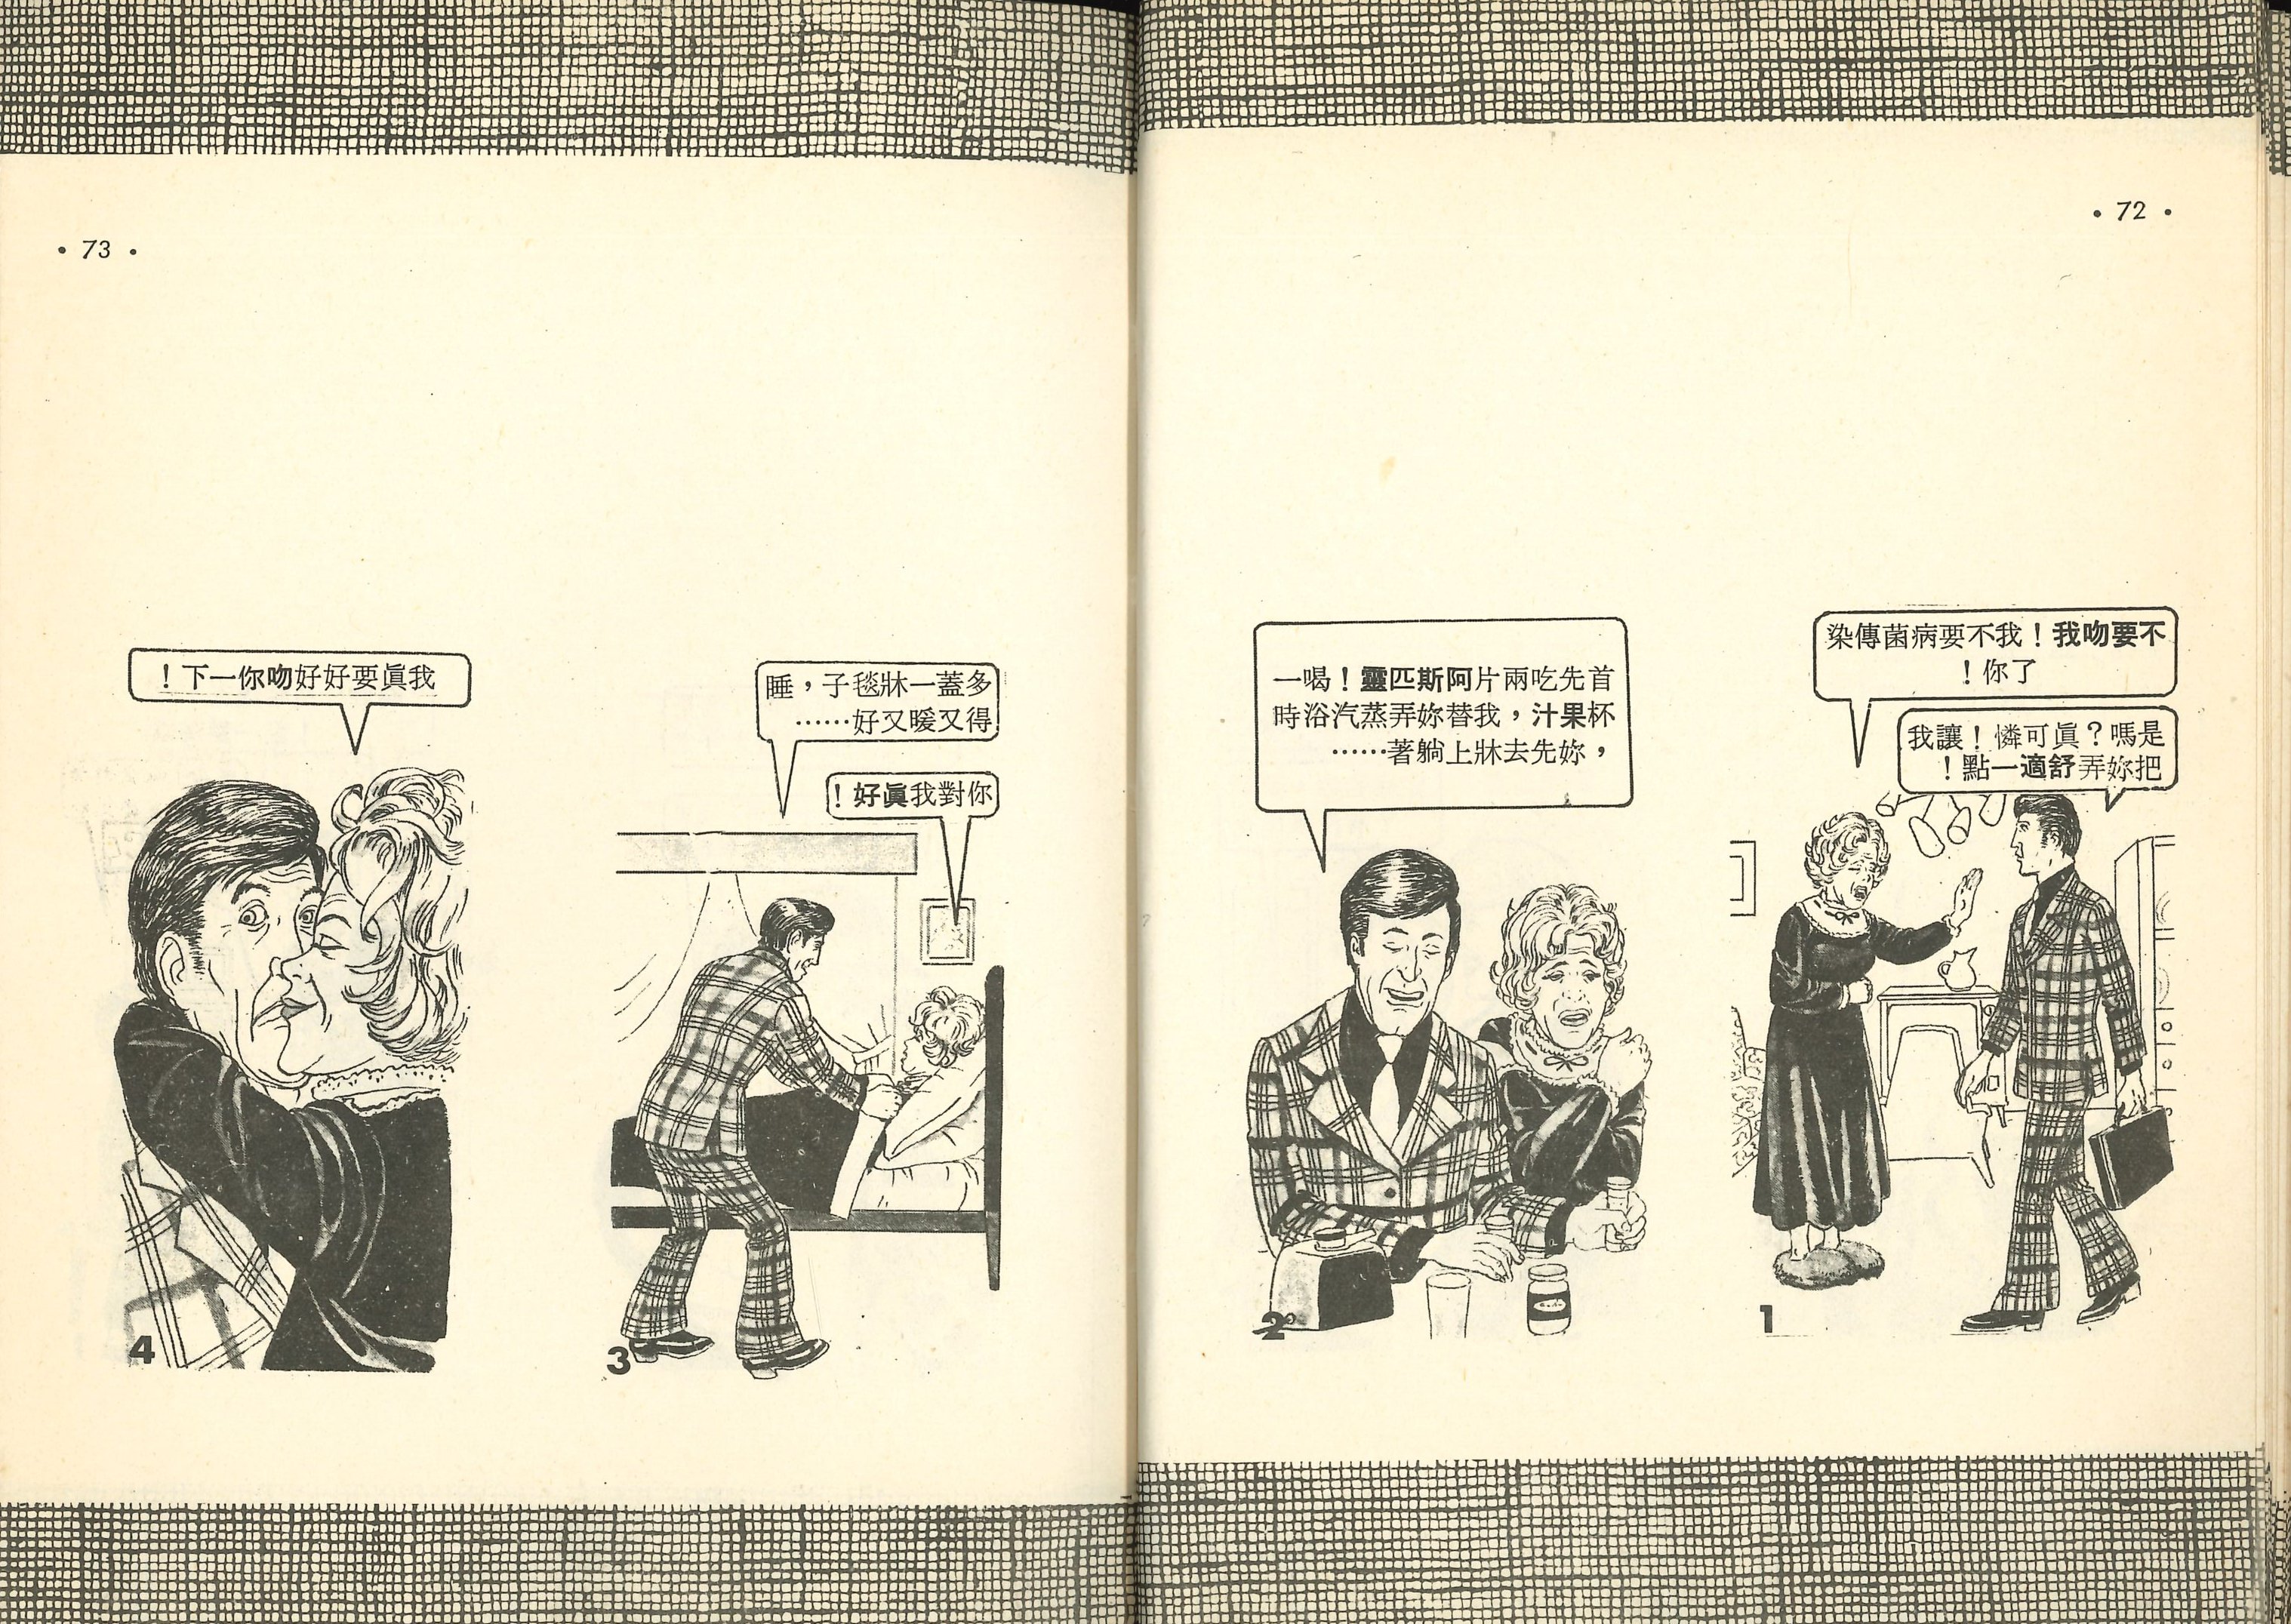 • 72 •
不要吻我！我不要病菌傳染
了你！
是嗎？眞可憐！讓我
把妳弄舒適一點！
1
首先吃兩片阿斯匹靈！喝一
杯果汁，我替妳弄蒸汽浴時
，妳先去牀上躺著……
2
• 73 •
多蓋一牀毯子，睡
得又暖又好……
你對我眞好！
3
我眞要好好吻你一下！
4